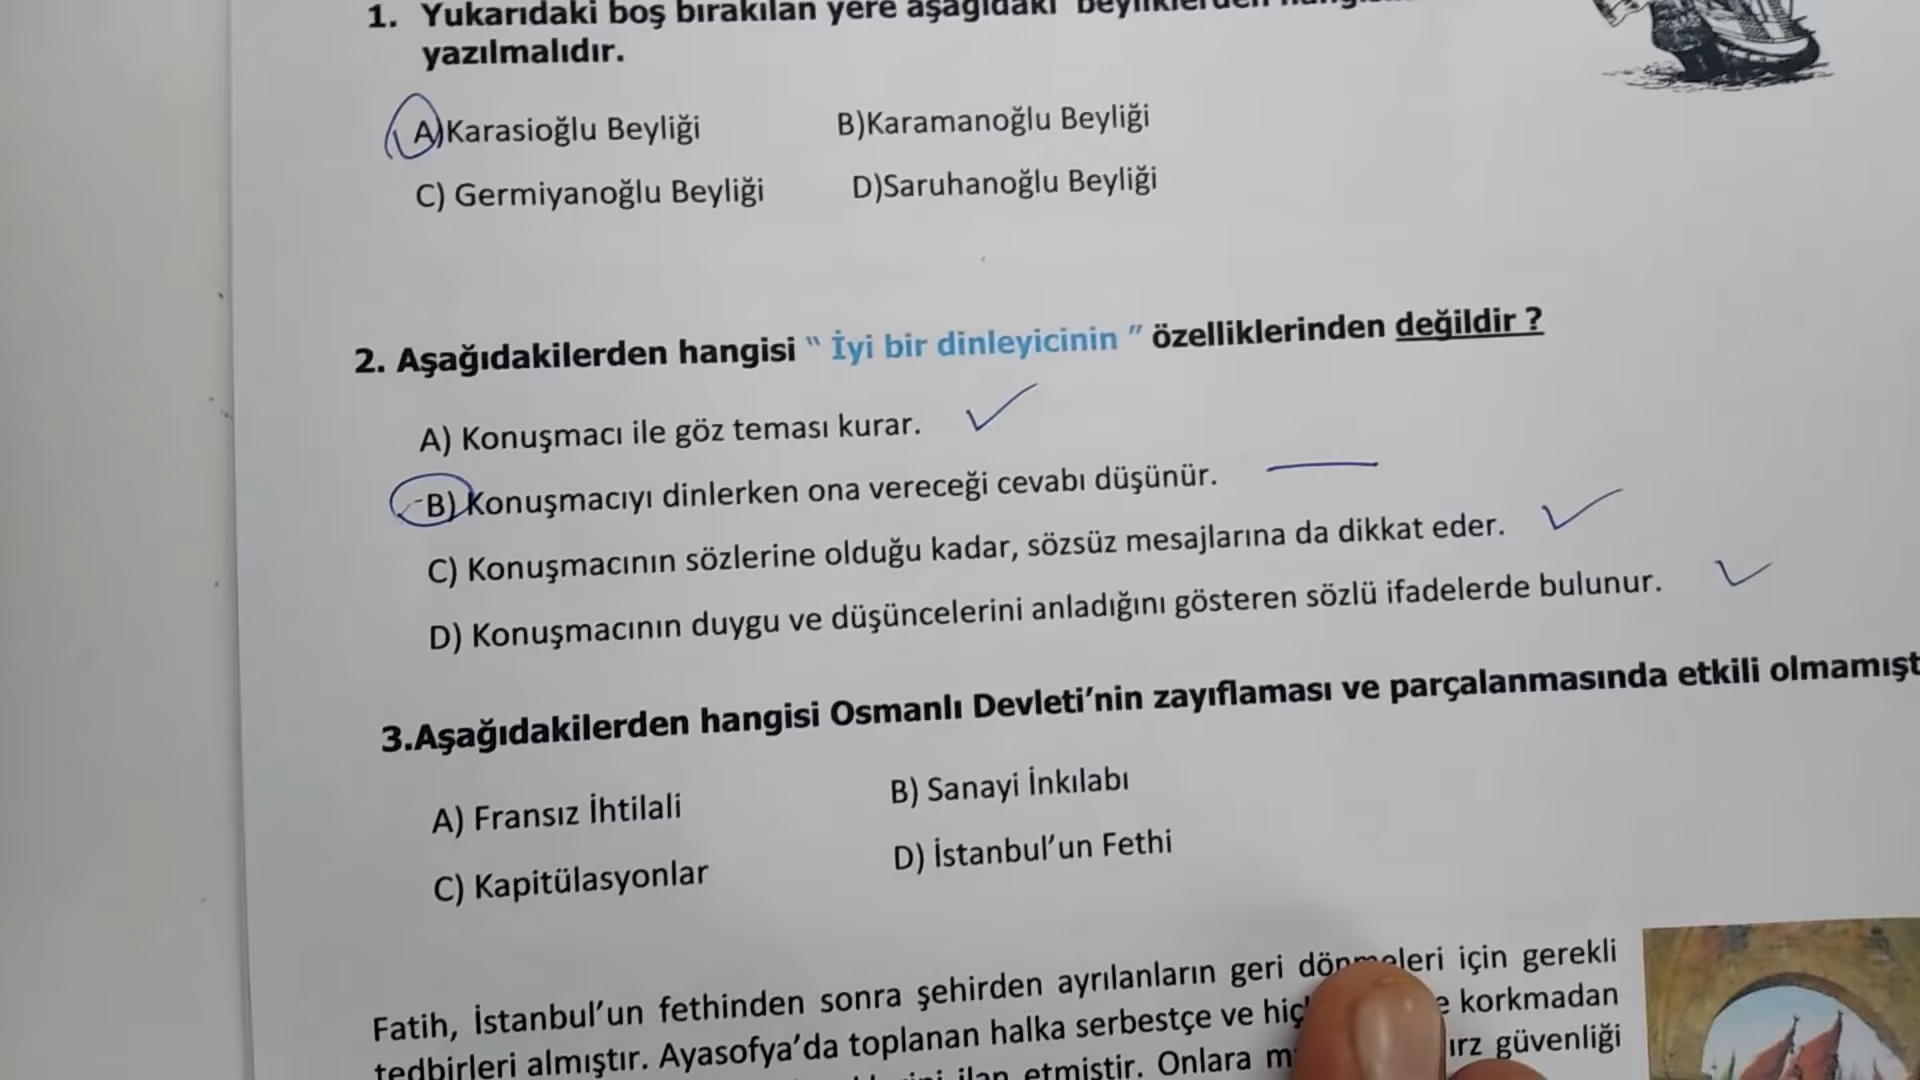 1. Yukarıdaki boş bırakılan yere aşağıdaki beyliklerden
yazılmalıdır.
A)Karasioğlu Beyliği B)Karamanoğlu Beyliği
C) Germiyanoğlu Beyliği D)Saruhanoğlu Beyliği
2. Aşağıdakilerden hangisi “ İyi bir dinleyicinin ” özelliklerinden değildir ?
A) Konuşmacı ile göz teması kurar.
B) Konuşmacıyı dinlerken ona vereceği cevabı düşünür.
C) Konuşmacının sözlerine olduğu kadar, sözsüz mesajlarına da dikkat eder.
D) Konuşmacının duygu ve düşüncelerini anladığını gösteren sözlü ifadelerde bulunur.
3.Aşağıdakilerden hangisi Osmanlı Devleti’nin zayıflaması ve parçalanmasında etkili olmamışt
A) Fransız İhtilali B) Sanayi İnkılabı
C) Kapitülasyonlar D) İstanbul’un Fethi
Fatih, İstanbul’un fethinden sonra şehirden ayrılanların geri dönmeleri için gerekli
tedbirleri almıştır. Ayasofya’da toplanan halka serbestçe ve korkmadan
ilan etmiştir. Onlara ırz güvenliği